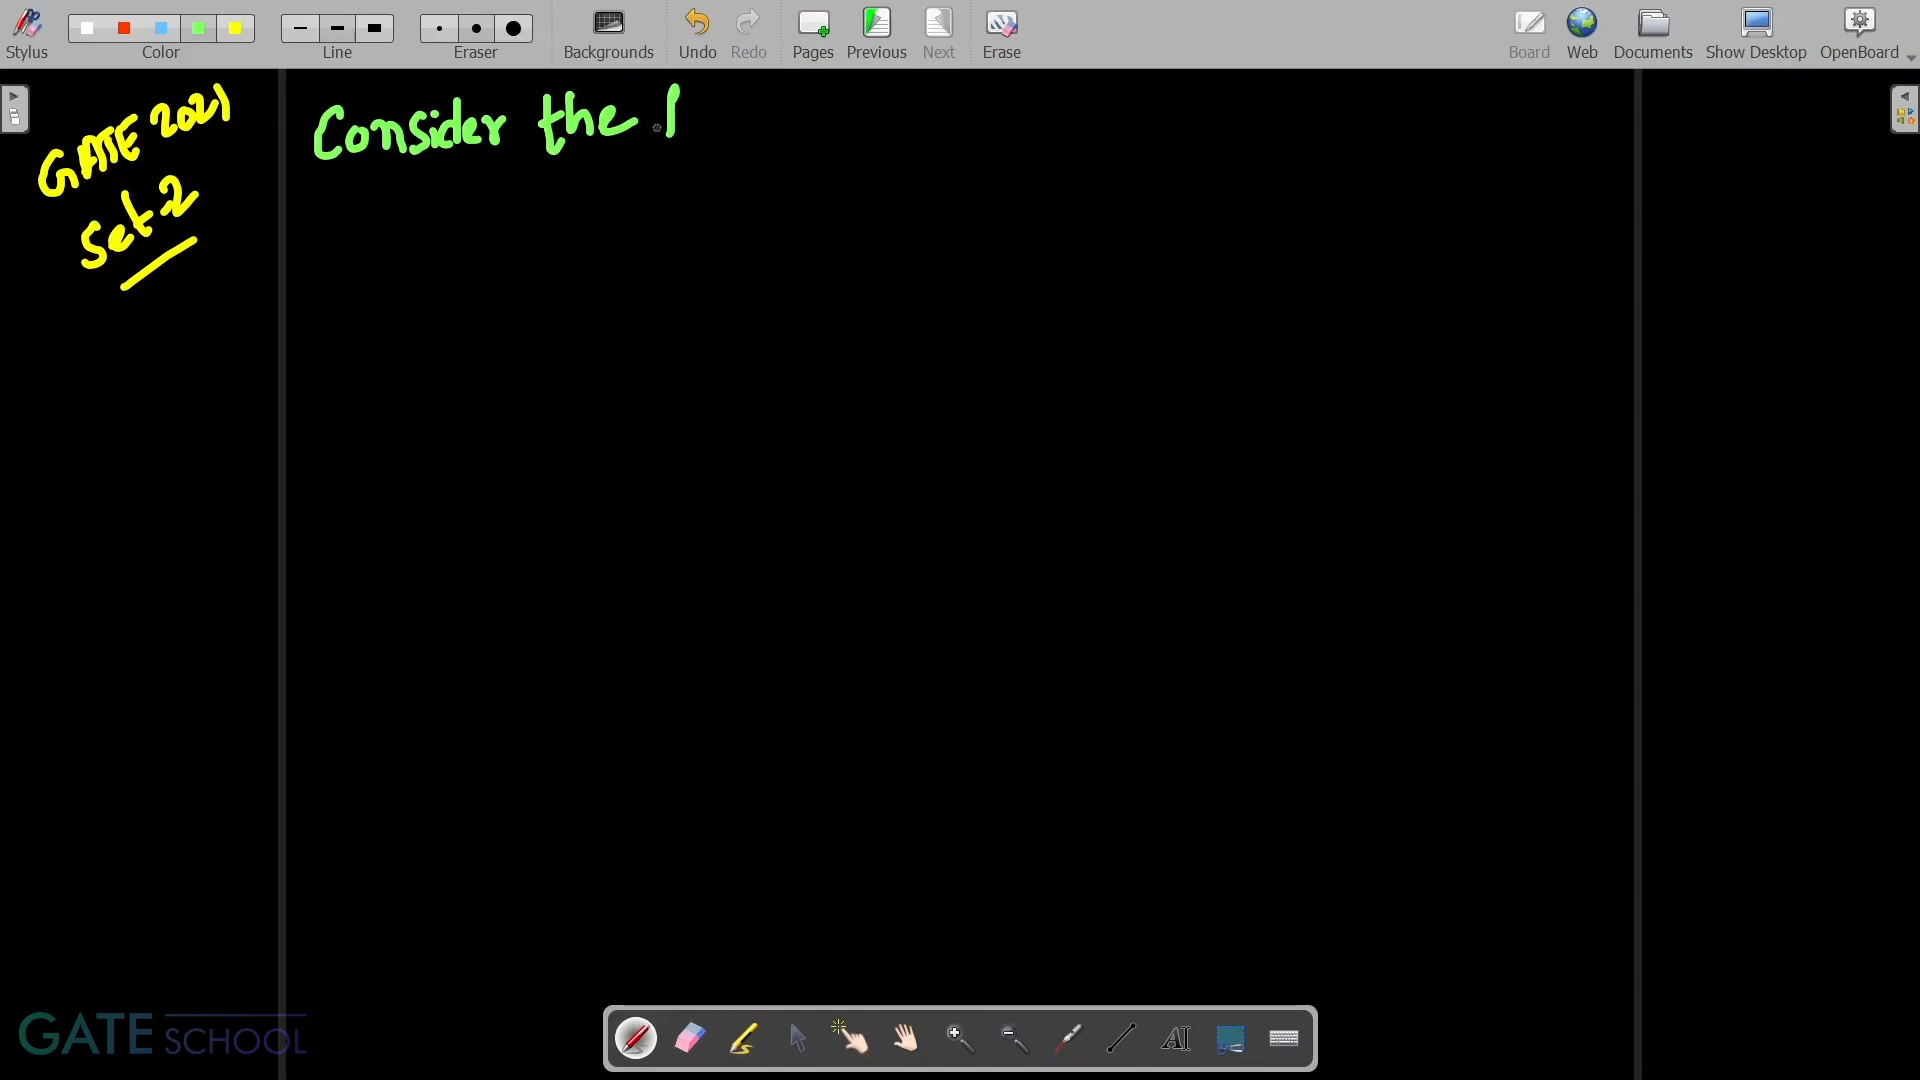 Stylus
Color
Line
Eraser
Backgrounds
Undo
Redo
Pages
Previous
Next
Erase
Board
Web
Documents
Show Desktop
OpenBoard
GATE 2021
Set 2
Consider the
GATE SCHOOL
AI